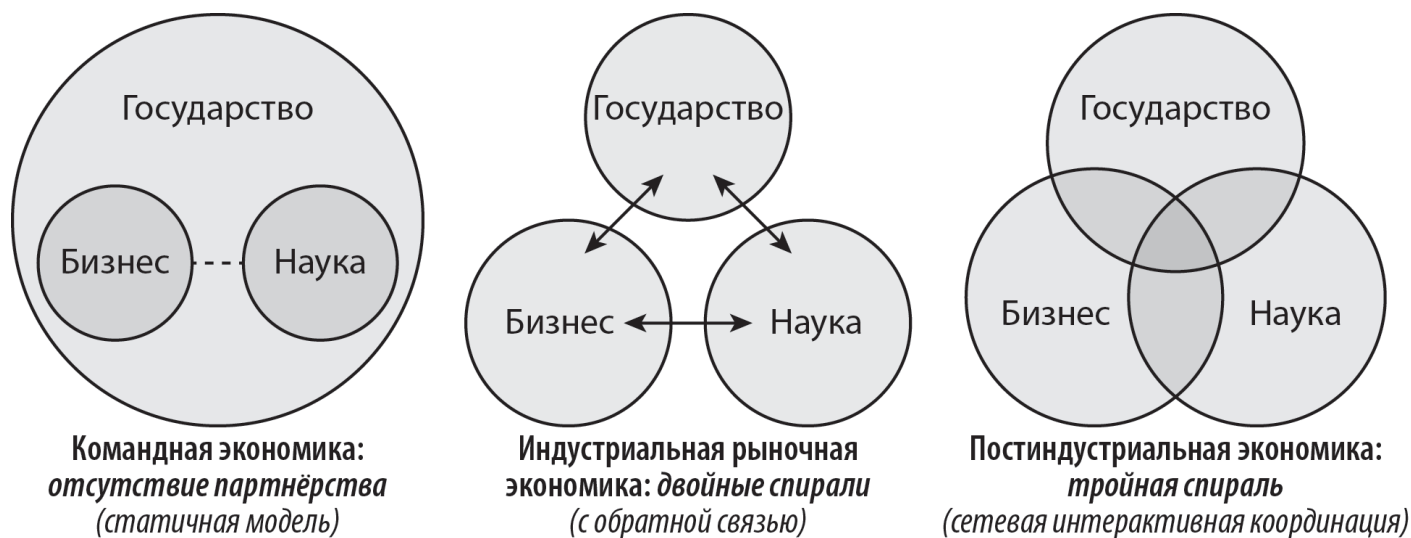 Государство
Бизнес
Наука
Командная экономика:
отсутствие партнёрства
(статичная модель)
Государство
Бизнес
Наука
Индустриальная рыночная
экономика: двойные спирали
(с обратной связью)
Государство
Бизнес
Наука
Постиндустриальная экономика:
тройная спираль
(сетевая интерактивная координация)